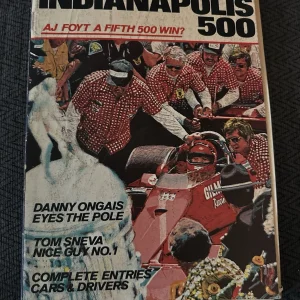 INDIANAPOLIS
500
AJ FOYT A FIFTH 500 WIN?
GIL
DANNY ONGAIS
EYES THE POLE
TOM SNEVA
NICE GUY NO.1
COMPLETE ENTRIES
CARS & DRIVERS